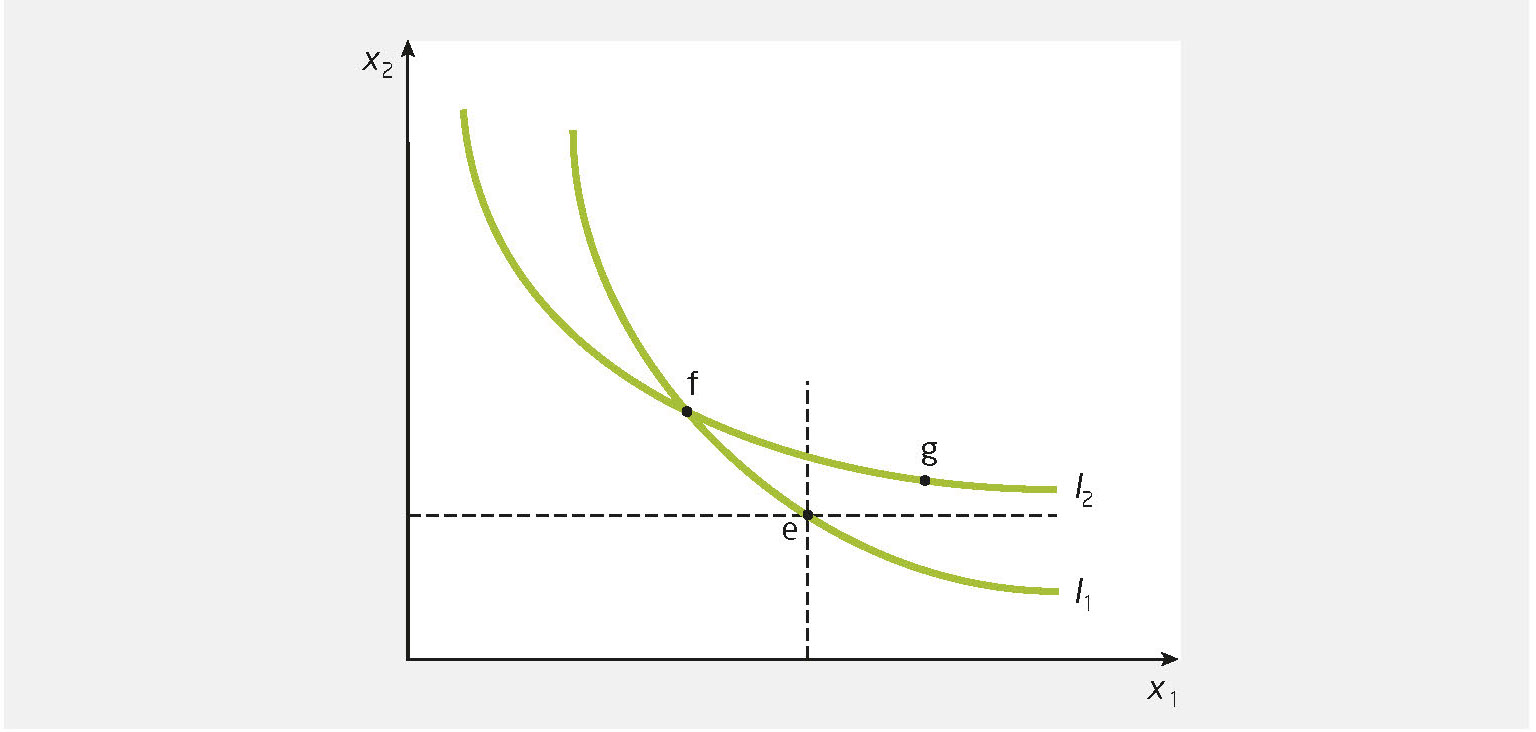 x₂
f
g
I₂
e
I₁
x₁